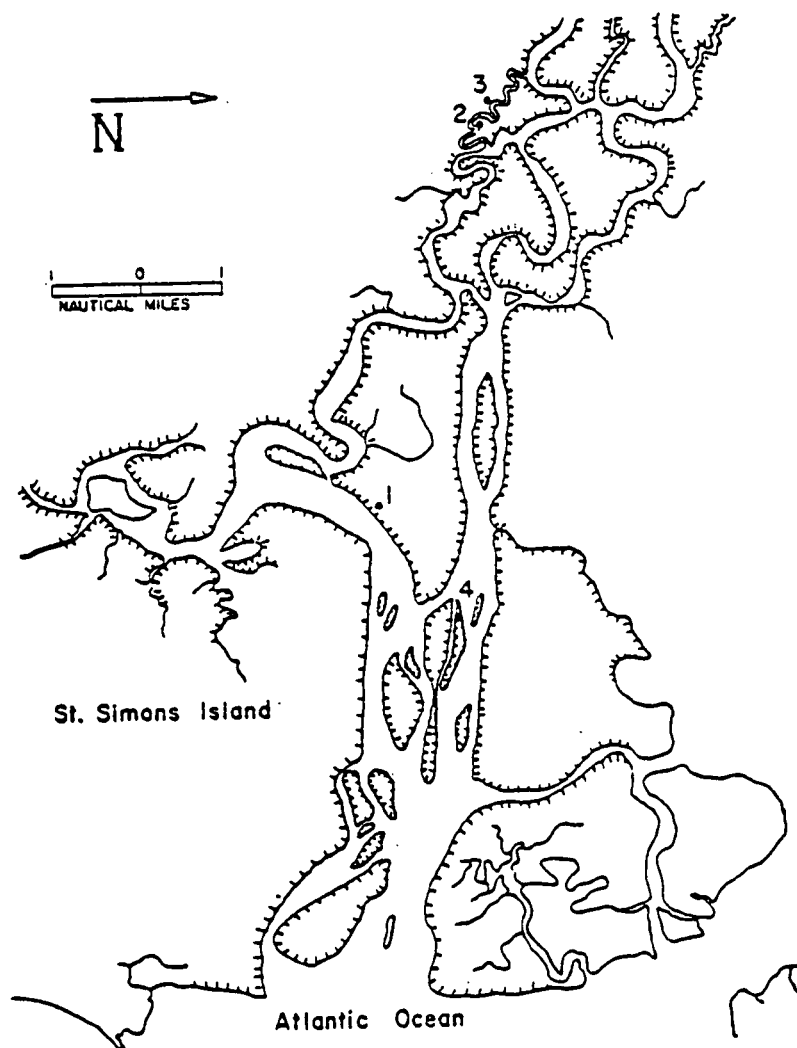 3
2
N
1 0 1
NAUTICAL MILES
1
4
St. Simons Island
Atlantic Ocean